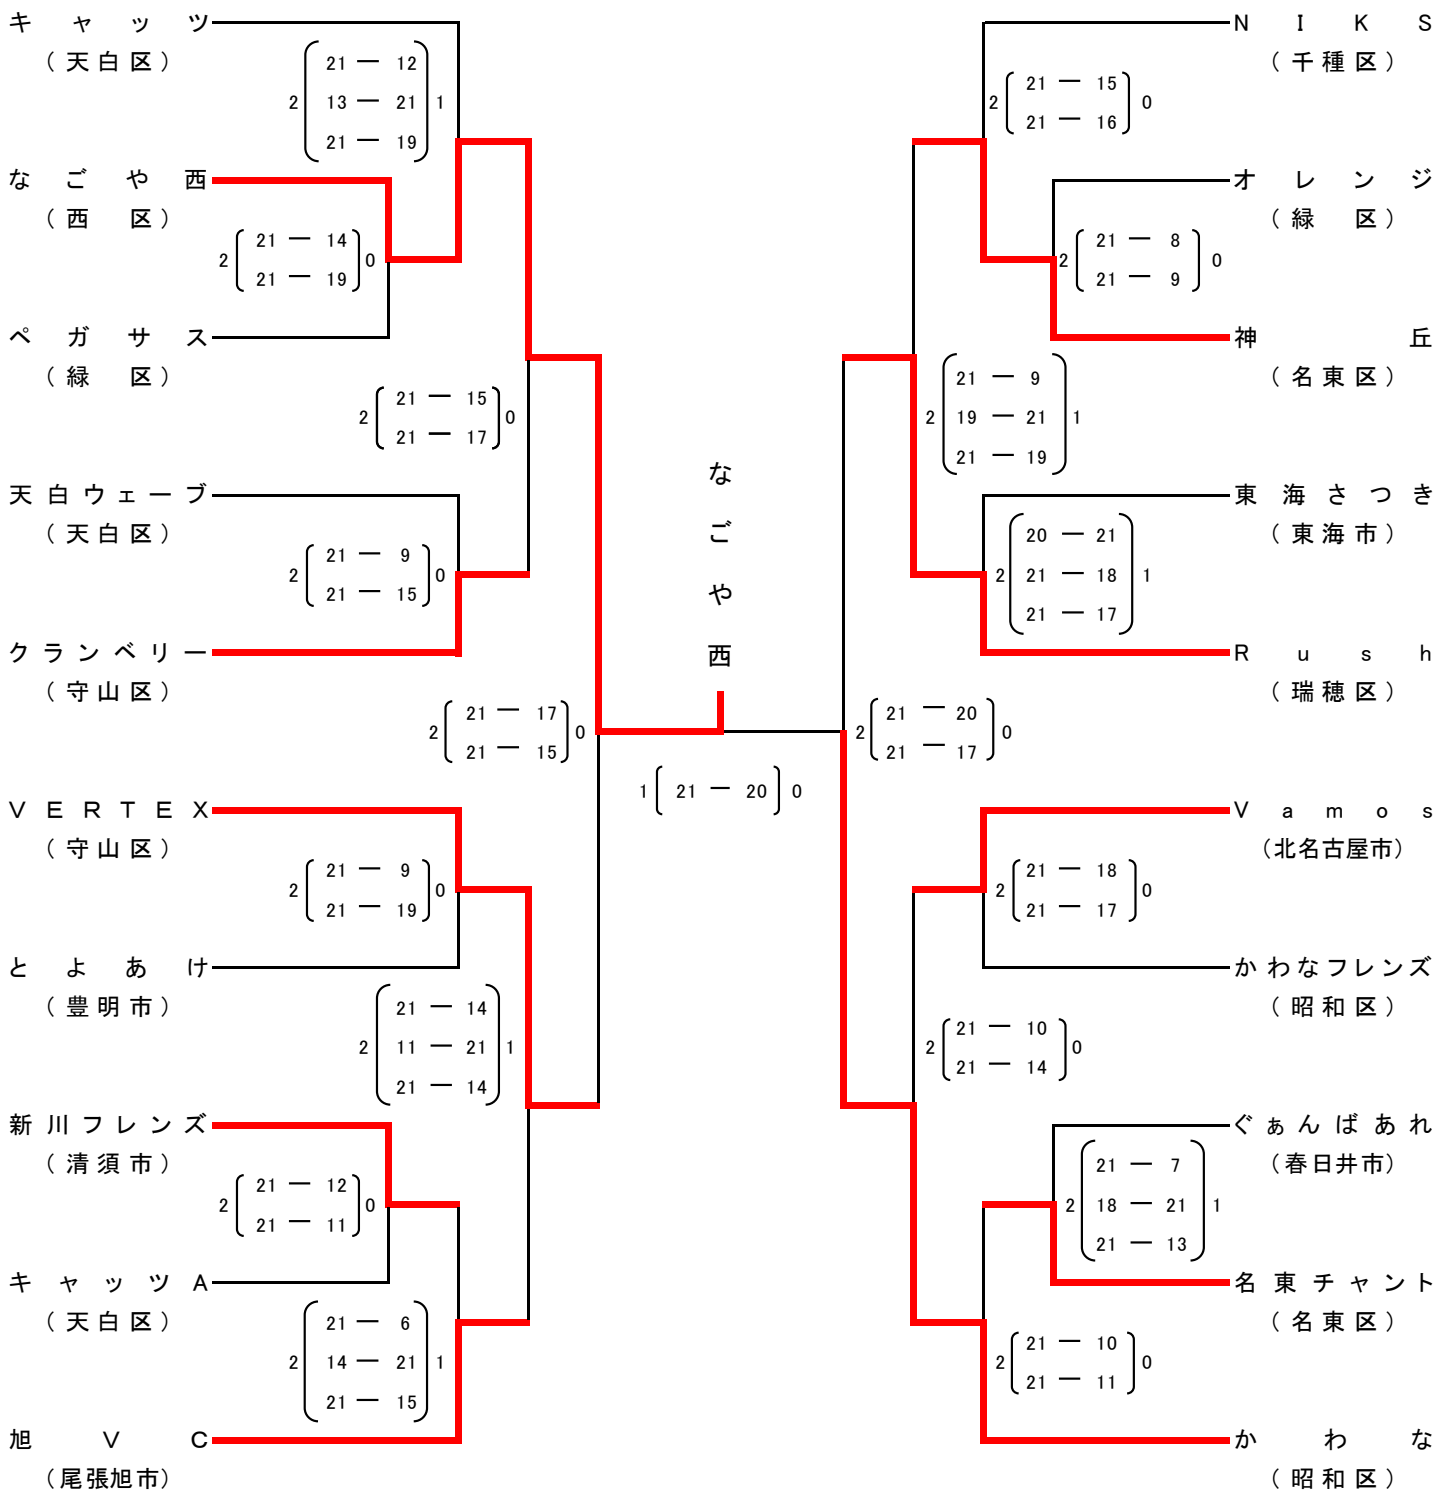 キャッツ
（天白区）
2 21 ― 12 1
13 ― 21
21 ― 19
なごや西
（西　区）
2 21 ― 14 0
21 ― 19
ペガサス
（緑　区）
2 21 ― 15 0
21 ― 17
天白ウェーブ
（天白区）
2 21 ― 9 0
21 ― 15
クランベリー
（守山区）
2 21 ― 17 0
21 ― 15
VERTEX
（守山区）
2 21 ― 9 0
21 ― 19
とよあけ
（豊明市）
2 21 ― 14 1
11 ― 21
21 ― 14
新川フレンズ
（清須市）
2 21 ― 12 0
21 ― 11
キャッツA
（天白区）
2 21 ― 6 1
14 ― 21
21 ― 15
旭VC
（尾張旭市）
なごや西
1 21 ― 20 0
NIKS
（千種区）
2 21 ― 15 0
21 ― 16
オレンジ
（緑　区）
2 21 ― 8 0
21 ― 9
神丘
（名東区）
2 21 ― 9 1
19 ― 21
21 ― 19
東海さつき
（東海市）
2 20 ― 21 1
21 ― 18
21 ― 17
Rush
（瑞穂区）
2 21 ― 20 0
21 ― 17
Vamos
（北名古屋市）
2 21 ― 18 0
21 ― 17
かわなフレンズ
（昭和区）
2 21 ― 10 0
21 ― 14
ぐぁんばあれ
（春日井市）
2 21 ― 7 1
18 ― 21
21 ― 13
名東チャント
（名東区）
2 21 ― 10 0
21 ― 11
かわな
（昭和区）